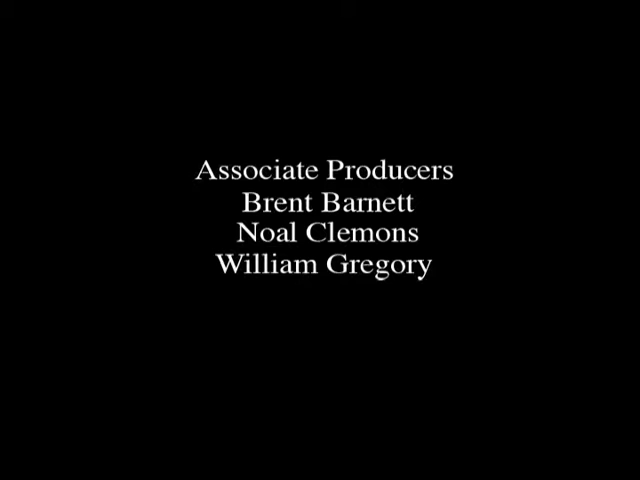 Associate Producers
Brent Barnett
Noal Clemons
William Gregory